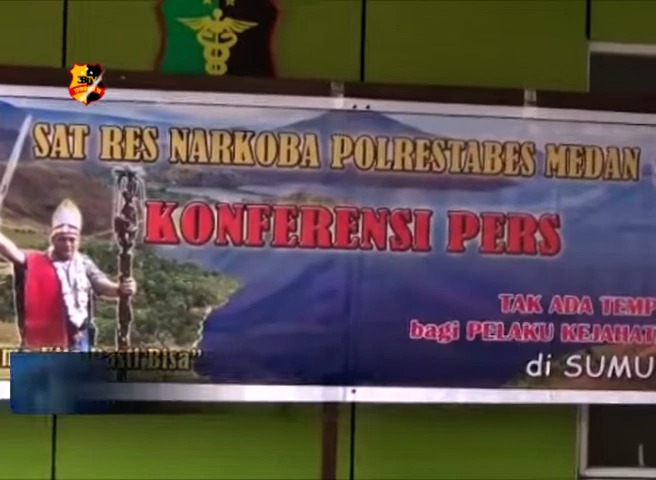 SAT RES NARKOBA POLRESTABES MEDAN
KONFERENSI PERS
TAK ADA TEMP
bagi PELAKU KEJAHAT
di SUMU
Pasti Bisa"